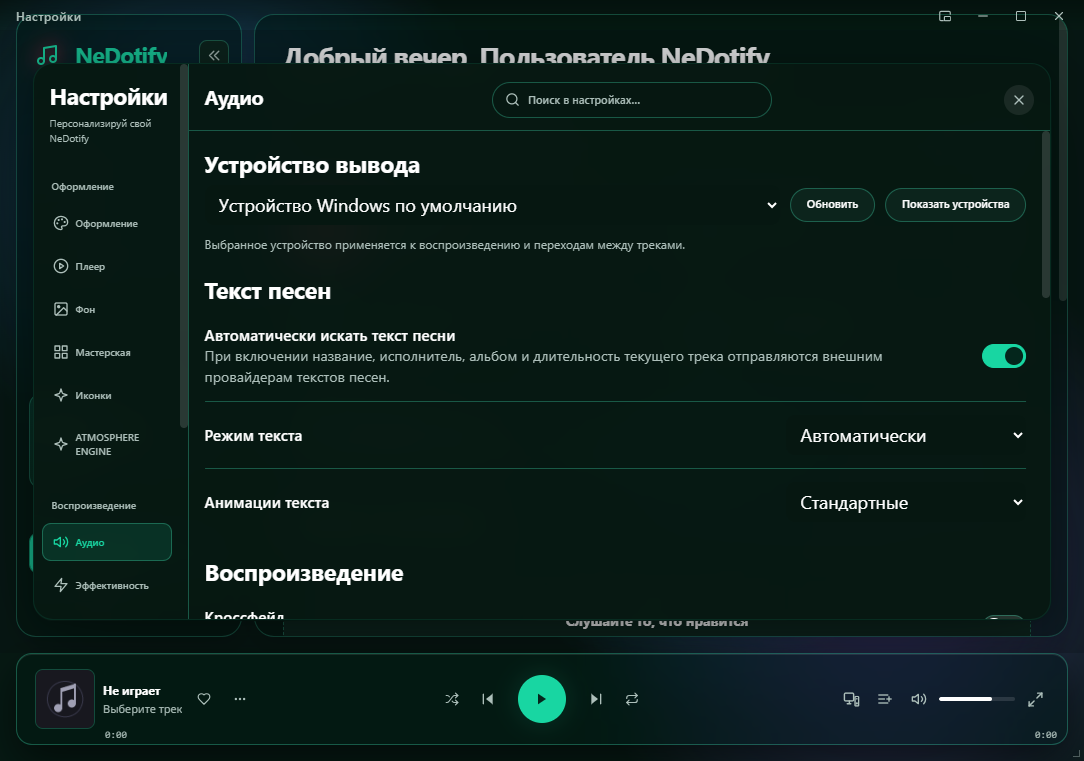 Настройки
NeDotify
Добрый вечер, Пользователь NeDotify
Настройки
Персонализируй свой
NeDotify
Оформление
Оформление
Плеер
Фон
Мастерская
Иконки
ATMOSPHERE
ENGINE
Воспроизведение
Аудио
Эффективность
Аудио
Поиск в настройках...
Устройство вывода
Устройство Windows по умолчанию
Обновить
Показать устройства
Выбранное устройство применяется к воспроизведению и переходам между треками.
Текст песен
Автоматически искать текст песни
При включении название, исполнитель, альбом и длительность текущего трека отправляются внешним
провайдерам текстов песен.
Режим текста
Автоматически
Анимации текста
Стандартные
Воспроизведение
Кроссфейд
Слушайте то, что нравится
Не играет
Выберите трек
0:00
0:00